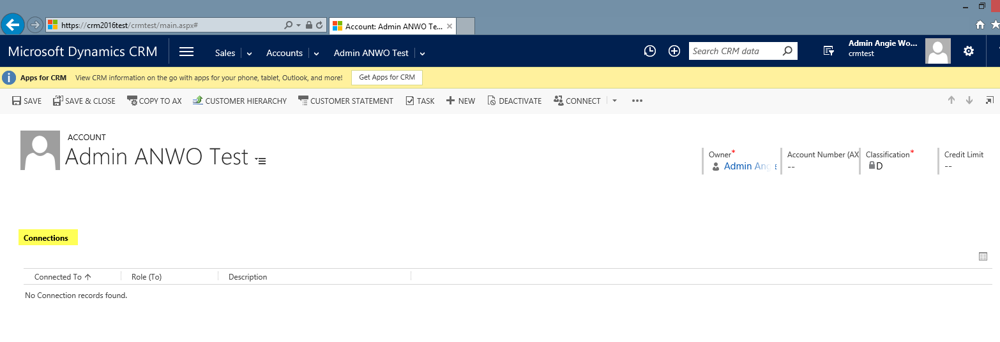 https://crm2016test/crmtest/main.aspx#
Account: Admin ANWO Te...
Microsoft Dynamics CRM
Sales
Accounts
Admin ANWO Test
Search CRM data
Admin Angie Wo...
crmtest
Apps for CRM View CRM information on the go with apps for your phone, tablet, Outlook, and more! Get Apps for CRM
SAVE SAVE & CLOSE COPY TO AX CUSTOMER HIERARCHY CUSTOMER STATEMENT TASK NEW DEACTIVATE CONNECT
ACCOUNT
Admin ANWO Test
Owner*
Admin Angie
Account Number (AX
--
Classification*
D
Credit Limit
--
Connections
Connected To Role (To) Description
No Connection records found.